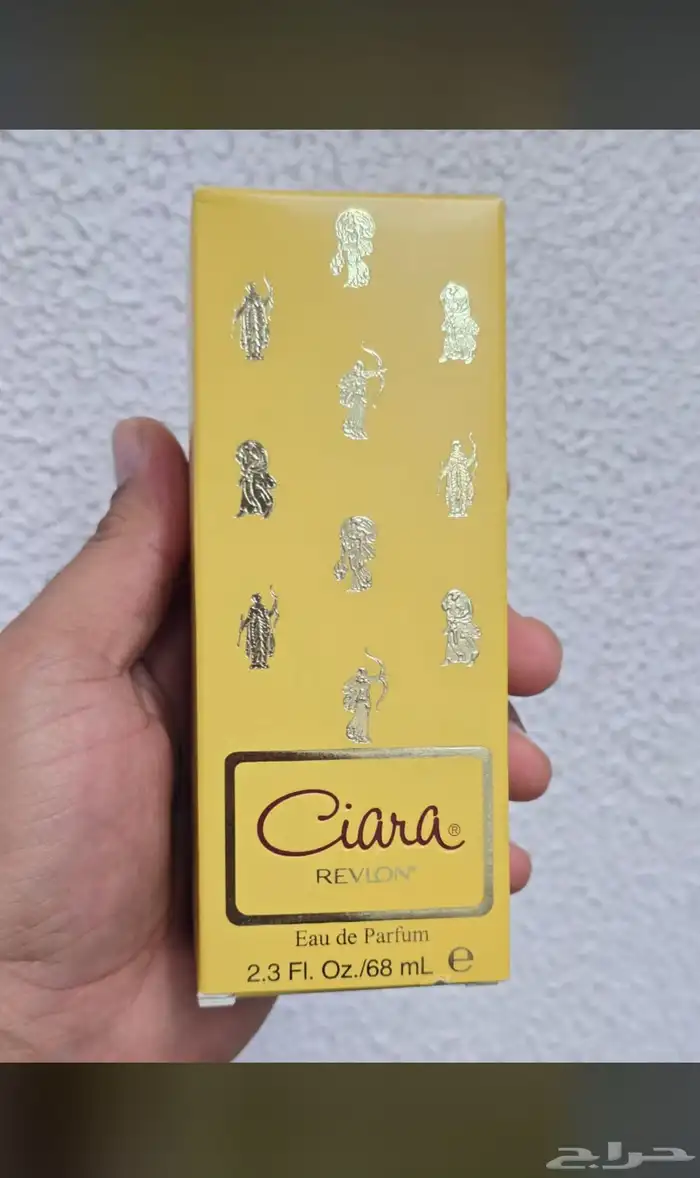 Ciara®
REVLON®
Eau de Parfum
2.3 Fl. Oz./68 mL ℮
حراج